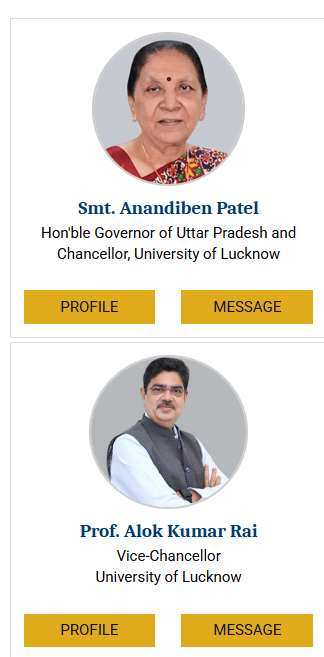 Smt. Anandiben Patel
Hon'ble Governor of Uttar Pradesh and
Chancellor, University of Lucknow
PROFILE
MESSAGE
Prof. Alok Kumar Rai
Vice-Chancellor
University of Lucknow
PROFILE
MESSAGE